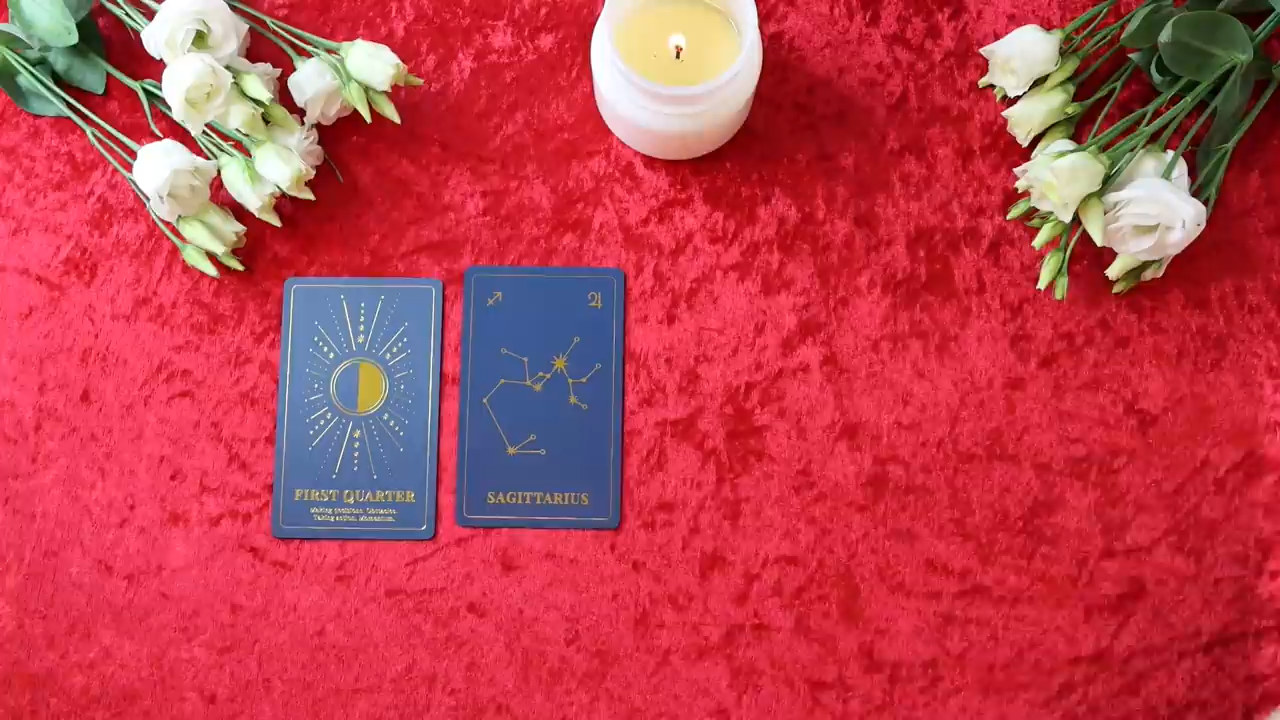 FIRST QUARTER
Making decisions. Obstacles.
Taking action. Momentum.
SAGITTARIUS